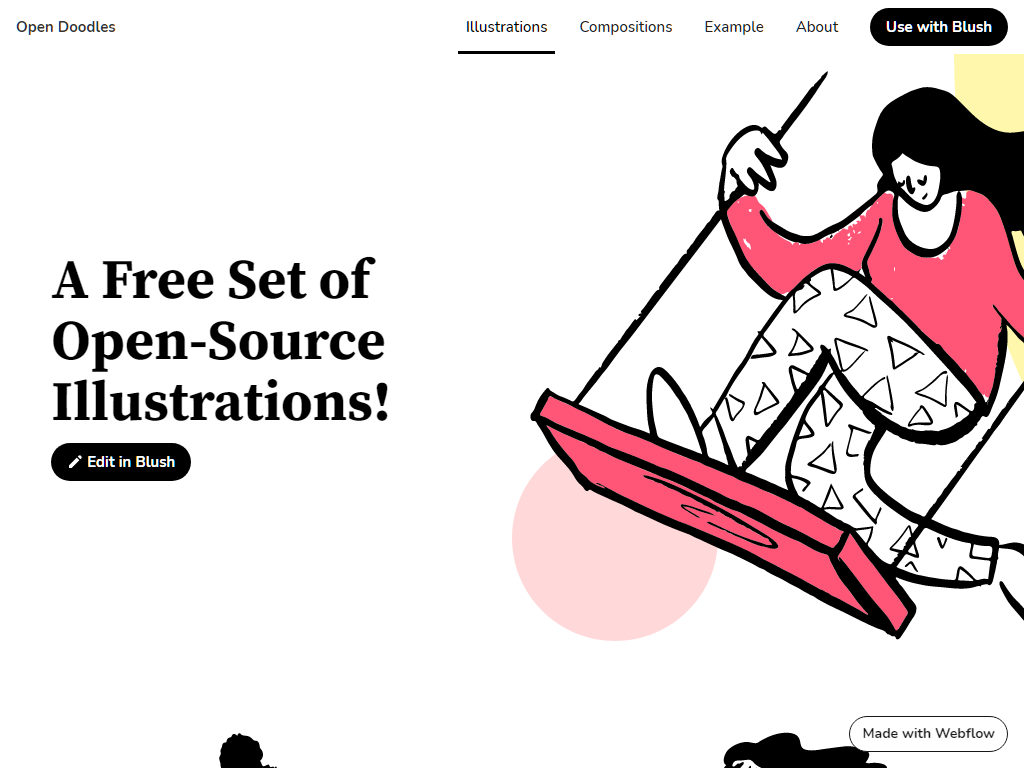 Open Doodles
Illustrations
Compositions
Example
About
Use with Blush
A Free Set of
Open-Source
Illustrations!
Edit in Blush
Made with Webflow